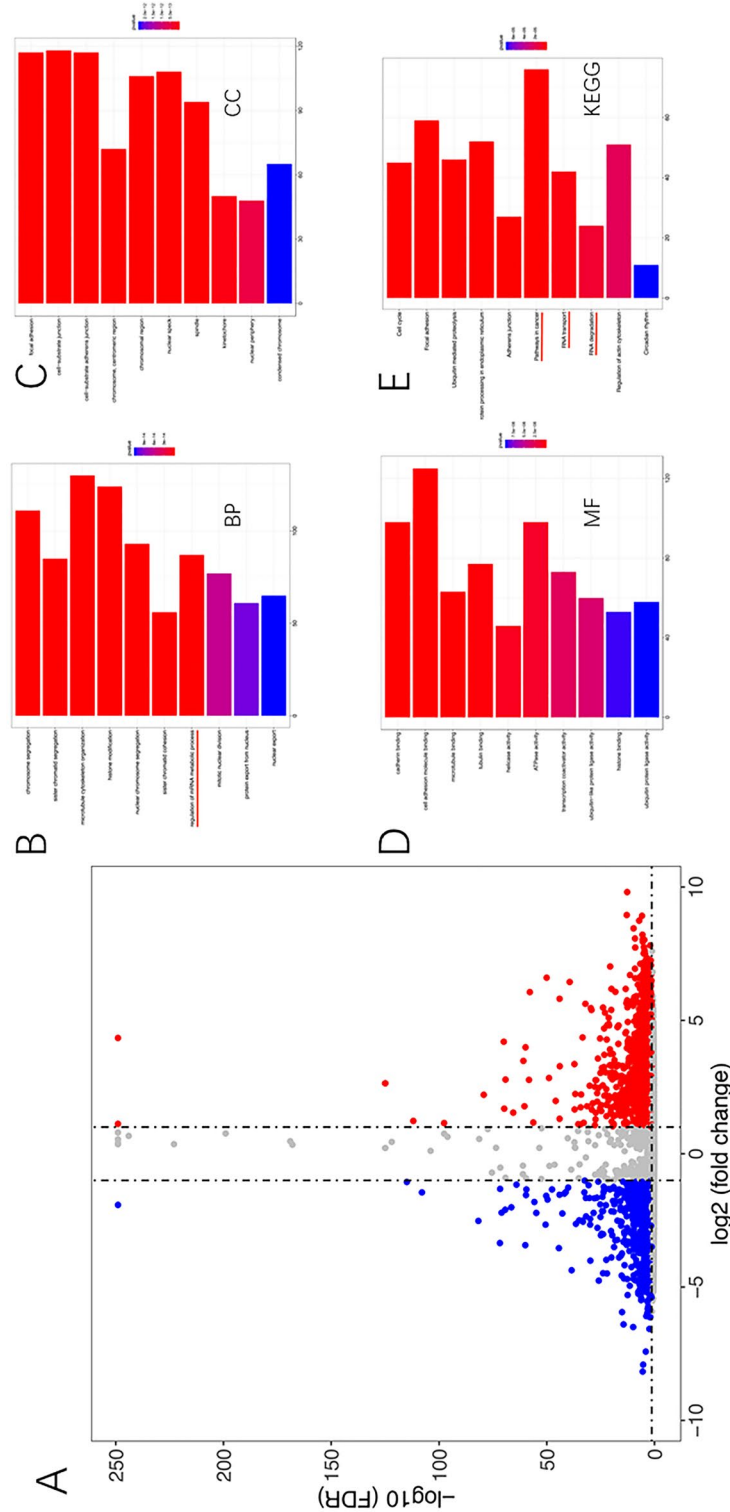 A
−log10 (FDR)
250
200
150
100
50
0
−10
−5
0
5
10
log2 (fold change)
B
chromosome segregation
sister chromatid segregation
microtubule cytoskeleton organization
histone modification
nuclear chromosome segregation
sister chromatid cohesion
regulation of mRNA metabolic process
mitotic nuclear division
protein export from nucleus
nuclear export
0
50
100
BP
pvalue
C
focal adhesion
cell−substrate junction
cell−substrate adherens junction
chromosome, centromeric region
chromosomal region
nuclear speck
spindle
kinetochore
nuclear periphery
condensed chromosome
0
30
60
90
120
CC
pvalue
D
cadherin binding
cell adhesion molecule binding
microtubule binding
tubulin binding
helicase activity
ATPase activity
transcription coactivator activity
ubiquitin−like protein ligase activity
histone binding
ubiquitin protein ligase activity
0
40
80
120
MF
pvalue
E
Cell cycle
Focal adhesion
Ubiquitin mediated proteolysis
rotein processing in endoplasmic reticulum
Adherens junction
Pathways in cancer
RNA transport
RNA degradation
Regulation of actin cytoskeleton
Circadian rhythm
0
20
40
60
KEGG
pvalue